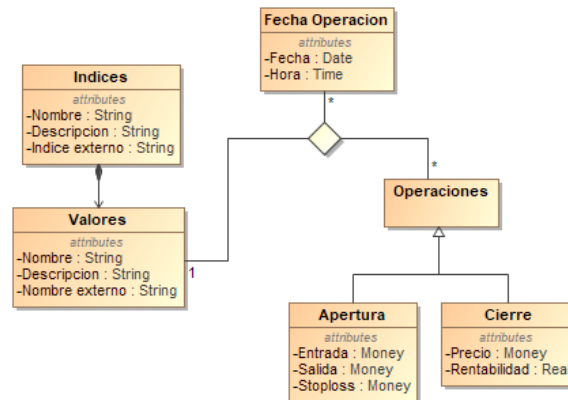 Fecha Operacion
attributes
-Fecha : Date
-Hora : Time
*
Indices
attributes
-Nombre : String
-Descripcion : String
-Indice externo : String
*
Operaciones
Valores
attributes
-Nombre : String
-Descripcion : String
-Nombre externo : String
1
Apertura
attributes
-Entrada : Money
-Salida : Money
-Stoploss : Money
Cierre
attributes
-Precio : Money
-Rentabilidad : Real